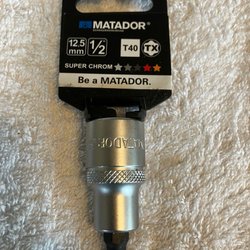 MATADOR
12.5 mm 1/2 T40 TX
SUPER CHROM
Be a MATADOR.
MATADOR